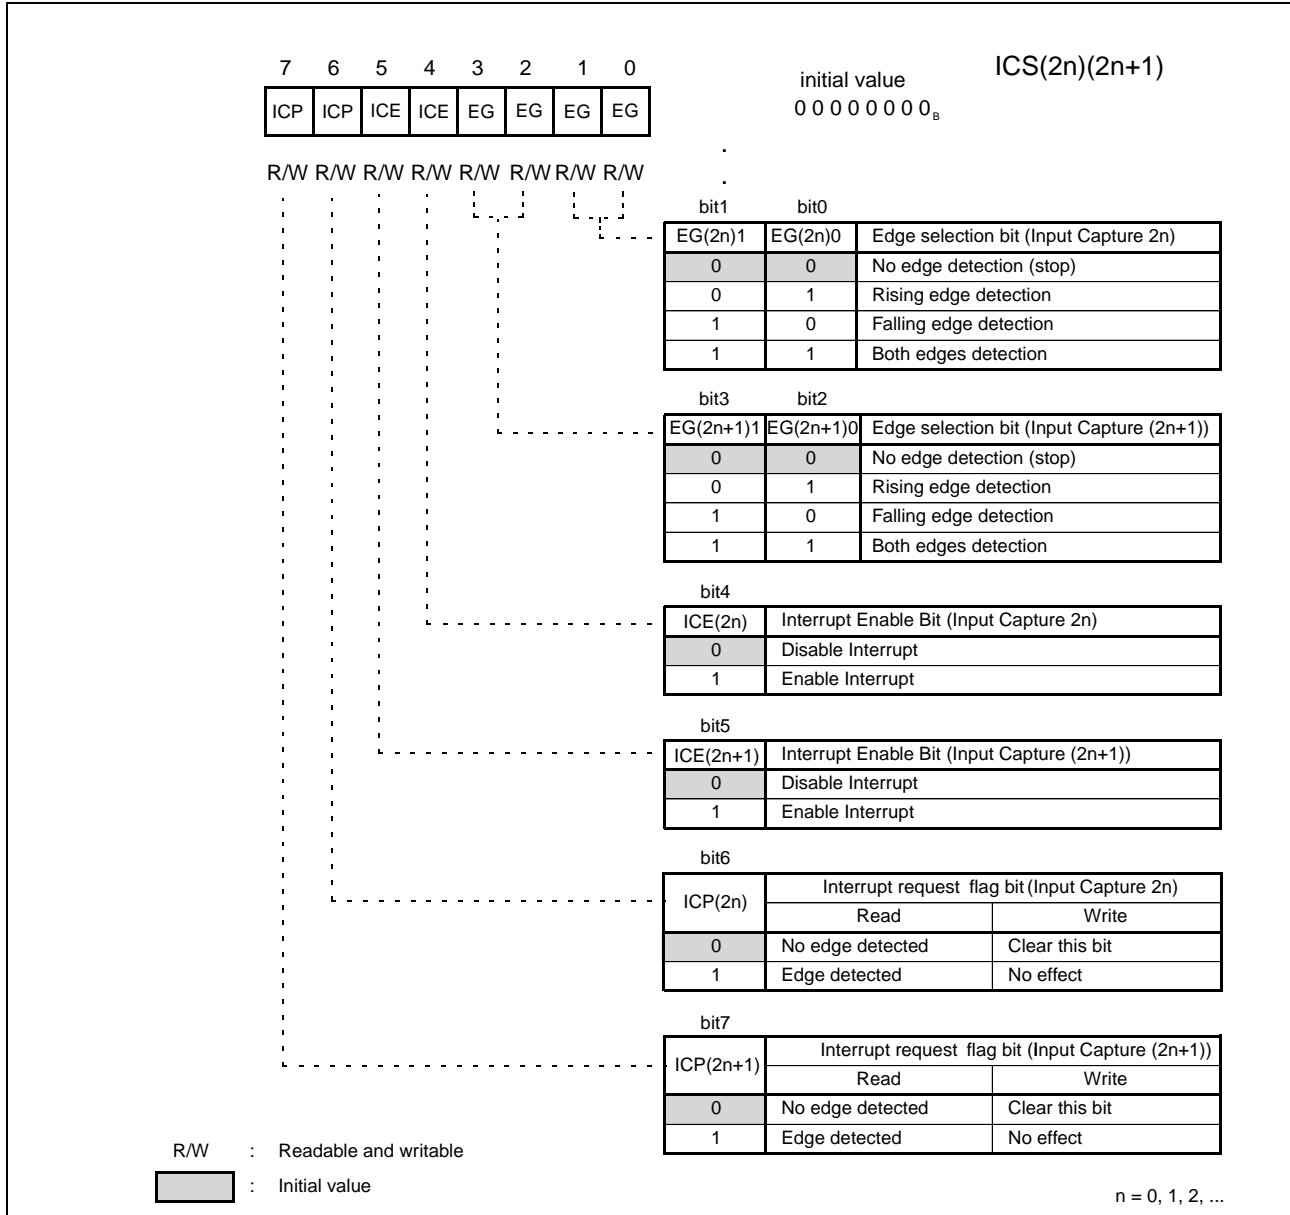 ICS(2n)(2n+1)
7 6 5 4 3 2 1 0
initial value
ICP ICP ICE ICE EG EG EG EG
0 0 0 0 0 0 0 0B
R/W R/W R/W R/W R/W R/W R/W R/W
bit1 bit0
EG(2n)1 EG(2n)0 Edge selection bit (Input Capture 2n)
0 0 No edge detection (stop)
0 1 Rising edge detection
1 0 Falling edge detection
1 1 Both edges detection
bit3 bit2
EG(2n+1)1 EG(2n+1)0 Edge selection bit (Input Capture (2n+1))
0 0 No edge detection (stop)
0 1 Rising edge detection
1 0 Falling edge detection
1 1 Both edges detection
bit4
ICE(2n) Interrupt Enable Bit (Input Capture 2n)
0 Disable Interrupt
1 Enable Interrupt
bit5
ICE(2n+1) Interrupt Enable Bit (Input Capture (2n+1))
0 Disable Interrupt
1 Enable Interrupt
bit6
ICP(2n) Interrupt request flag bit (Input Capture 2n)
Read Write
0 No edge detected Clear this bit
1 Edge detected No effect
bit7
ICP(2n+1) Interrupt request flag bit (Input Capture (2n+1))
Read Write
0 No edge detected Clear this bit
1 Edge detected No effect
R/W : Readable and writable
: Initial value
n = 0, 1, 2, ...